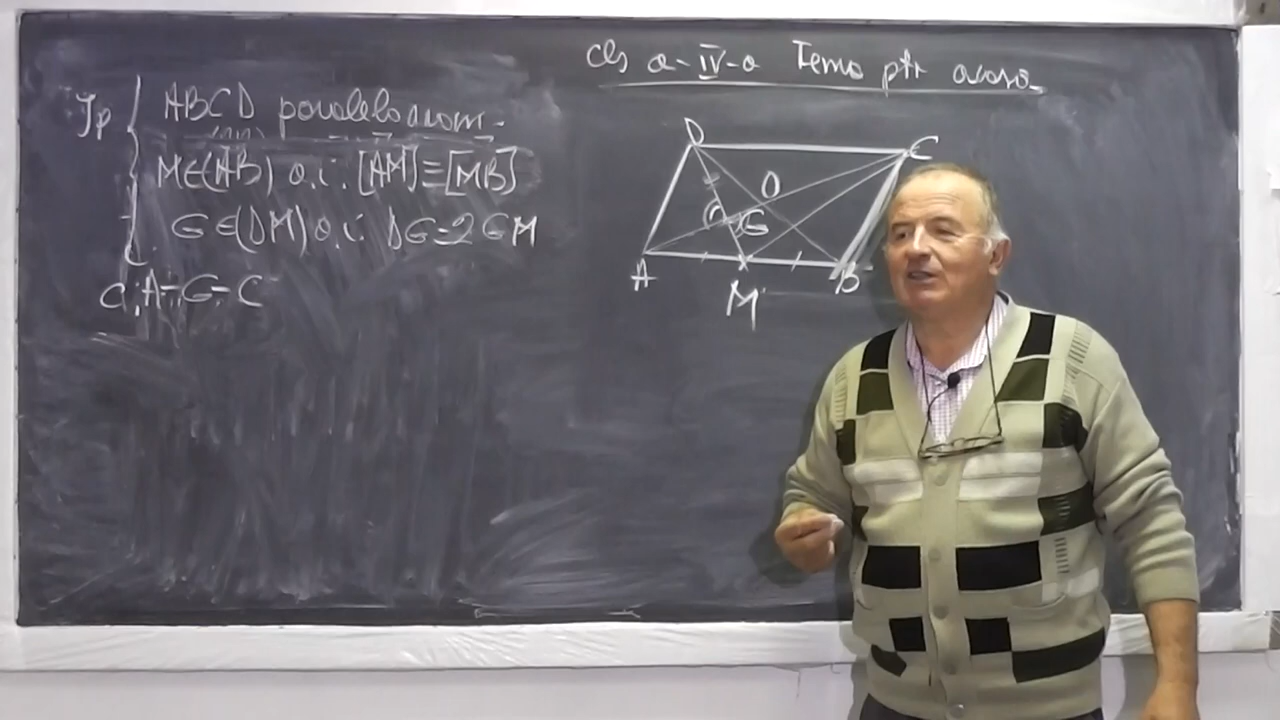 cls a-IV-a Tema ptr acasă
Ip
ABCD paralelogram.
M∈(AB) a.î. [AM]≡[MB]
G∈(DM) a.î. DG=2GM
C: A-G-C
D
C
O
G
A
M
B